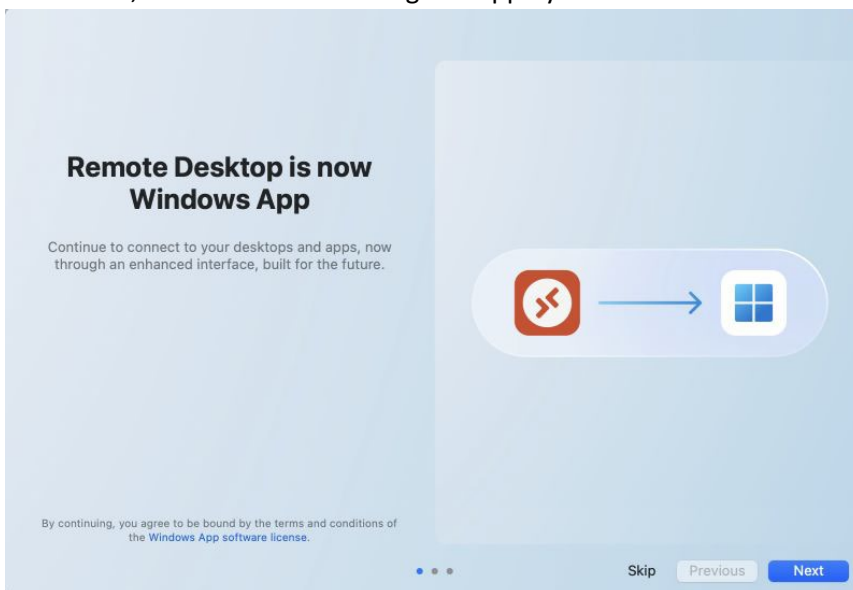 Remote Desktop is now
Windows App
Continue to connect to your desktops and apps, now
through an enhanced interface, built for the future.
By continuing, you agree to be bound by the terms and conditions of
the Windows App software license.
Skip Previous Next